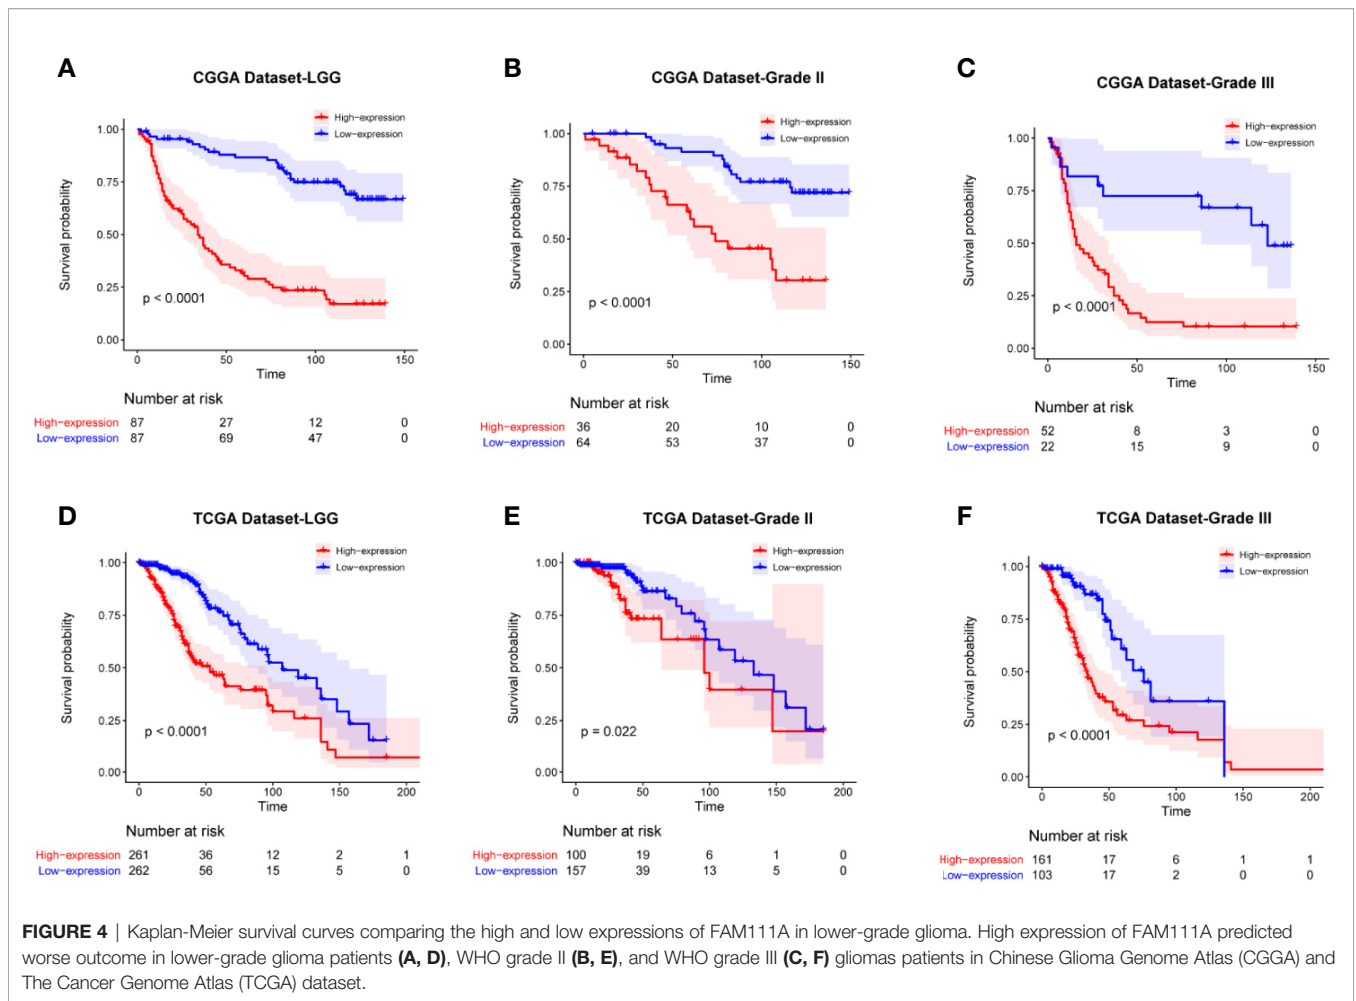 A
CGGA Dataset-LGG
High-expression
Low-expression
Survival probability
1.00
0.75
0.50
0.25
0.00
p < 0.0001
0 50 100 150
Time
Number at risk
High-expression 87 27 12 0
Low-expression 87 69 47 0
B
CGGA Dataset-Grade II
High-expression
Low-expression
Survival probability
1.00
0.75
0.50
0.25
p < 0.0001
0 50 100 150
Time
Number at risk
High-expression 36 20 10 0
Low-expression 64 53 37 0
C
CGGA Dataset-Grade III
High-expression
Low-expression
Survival probability
1.00
0.75
0.50
0.25
0.00
p < 0.0001
0 50 100 150
Time
Number at risk
High-expression 52 8 3 0
Low-expression 22 15 9 0
D
TCGA Dataset-LGG
High-expression
Low-expression
Survival probability
1.00
0.75
0.50
0.25
0.00
p < 0.0001
0 50 100 150 200
Time
Number at risk
High-expression 261 36 12 2 1
Low-expression 262 56 15 5 0
E
TCGA Dataset-Grade II
High-expression
Low-expression
Survival probability
1.00
0.75
0.50
0.25
0.00
p = 0.022
0 50 100 150 200
Time
Number at risk
High-expression 100 19 6 1 0
Low-expression 157 39 13 5 0
F
TCGA Dataset-Grade III
High-expression
Low-expression
Survival probability
1.00
0.75
0.50
0.25
0.00
p < 0.0001
0 50 100 150 200
Time
Number at risk
High-expression 161 17 6 1 1
Low-expression 103 17 2 0 0
FIGURE 4 | Kaplan-Meier survival curves comparing the high and low expressions of FAM111A in lower-grade glioma. High expression of FAM111A predicted
worse outcome in lower-grade glioma patients (A, D), WHO grade II (B, E), and WHO grade III (C, F) gliomas patients in Chinese Glioma Genome Atlas (CGGA) and
The Cancer Genome Atlas (TCGA) dataset.